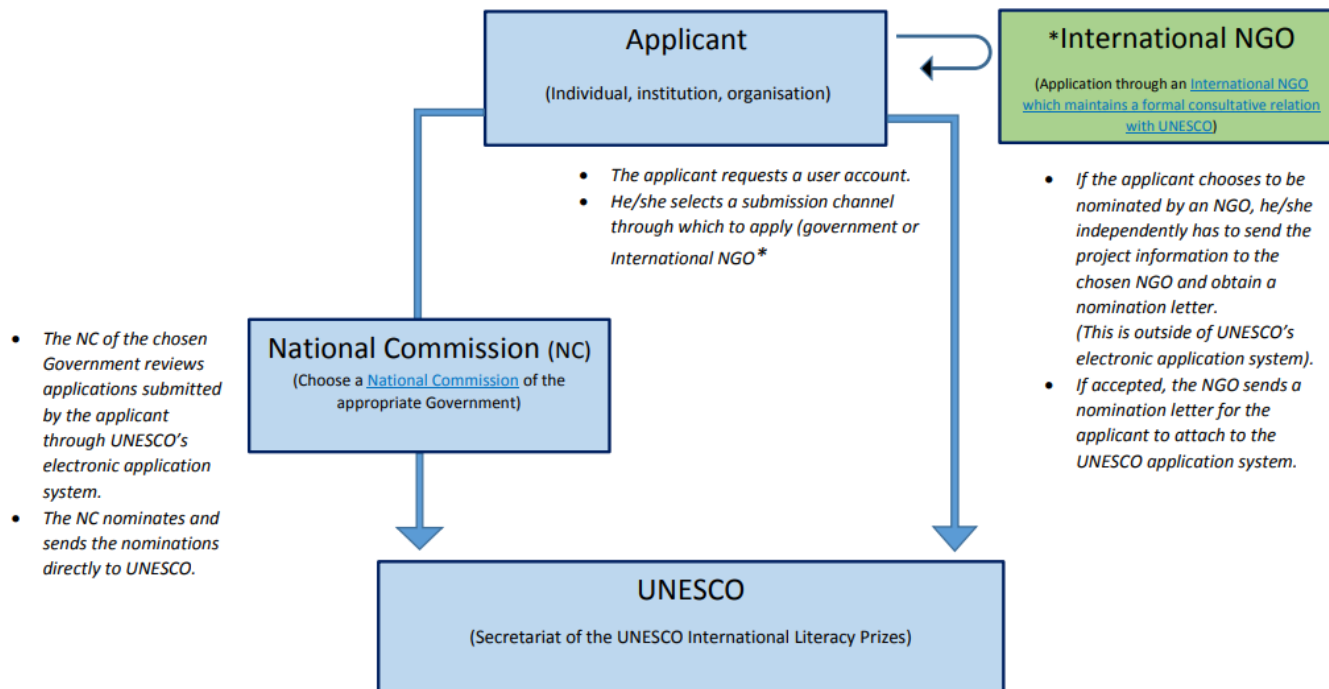 Applicant
(Individual, institution, organisation)
*International NGO
(Application through an International NGO
which maintains a formal consultative relation
with UNESCO)
• The applicant requests a user account.
• He/she selects a submission channel
through which to apply (government or
International NGO*
• If the applicant chooses to be
nominated by an NGO, he/she
independently has to send the
project information to the
chosen NGO and obtain a
nomination letter.
(This is outside of UNESCO's
electronic application system).
• If accepted, the NGO sends a
nomination letter for the
applicant to attach to the
UNESCO application system.
National Commission (NC)
(Choose a National Commission of the
appropriate Government)
• The NC of the chosen
Government reviews
applications submitted
by the applicant
through UNESCO's
electronic application
system.
• The NC nominates and
sends the nominations
directly to UNESCO.
UNESCO
(Secretariat of the UNESCO International Literacy Prizes)